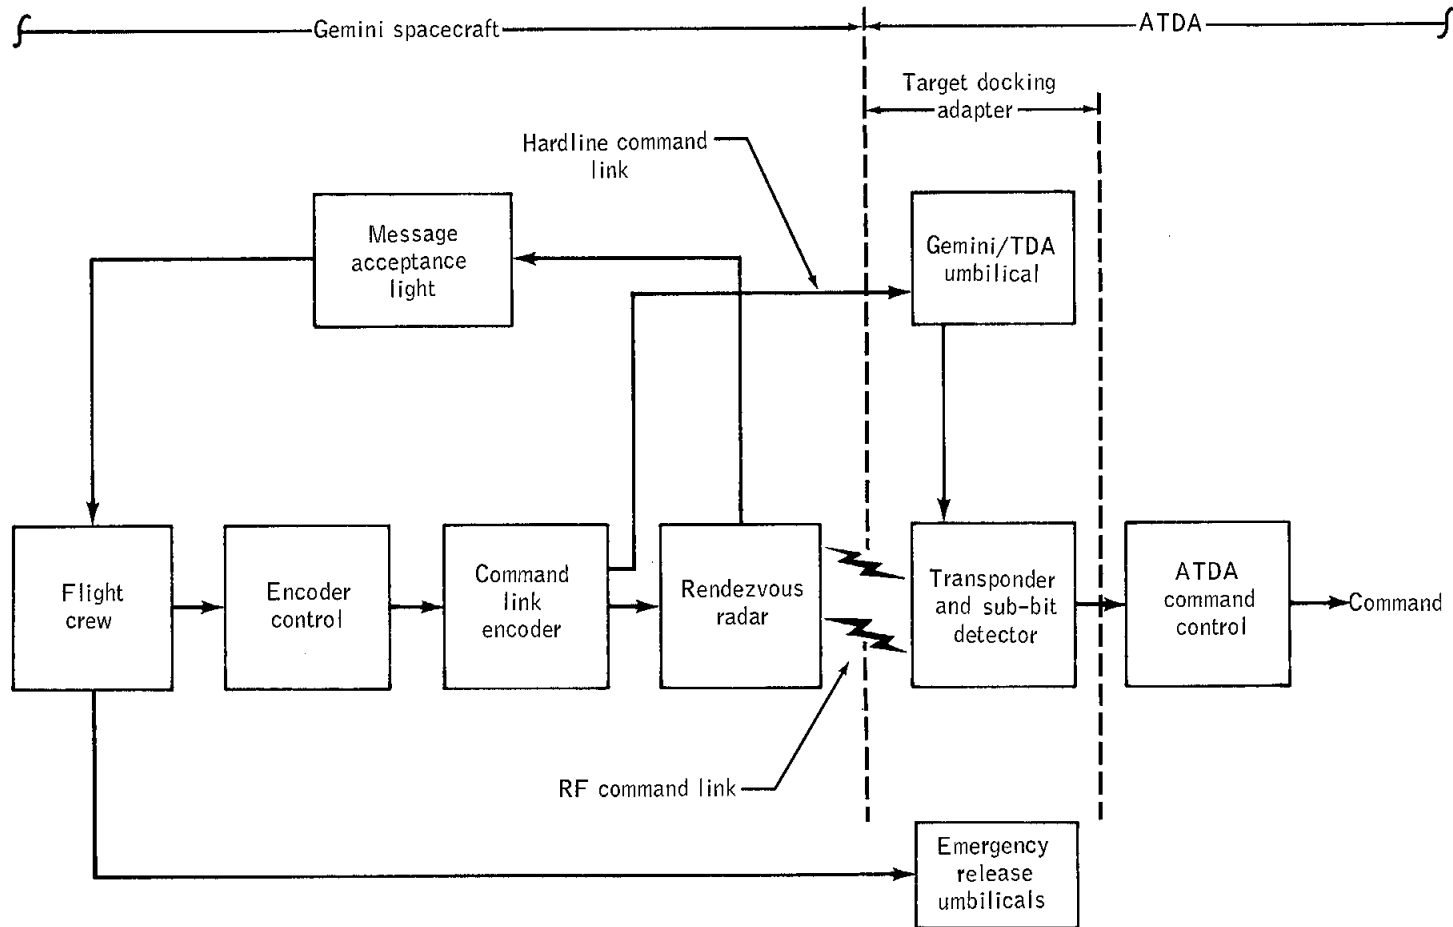 Gemini spacecraft
ATDA
Target docking
adapter
Hardline command
link
Message
acceptance
light
Gemini/TDA
umbilical
Flight
crew
Encoder
control
Command
link
encoder
Rendezvous
radar
Transponder
and sub-bit
detector
ATDA
command
control
Command
RF command link
Emergency
release
umbilicals